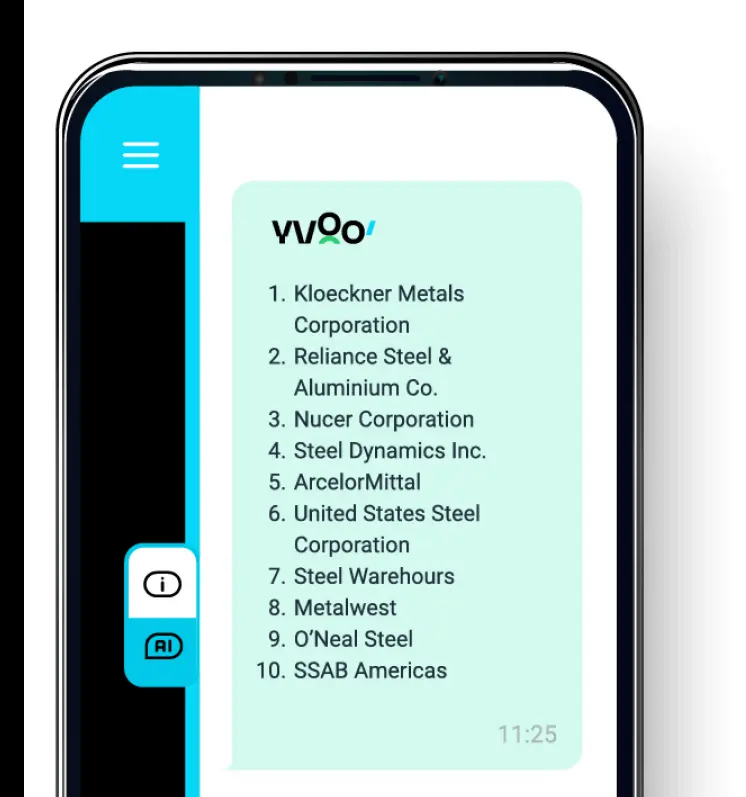 YVOO'
1. Kloeckner Metals
Corporation
2. Reliance Steel &
Aluminium Co.
3. Nucer Corporation
4. Steel Dynamics Inc.
5. ArcelorMittal
6. United States Steel
Corporation
7. Steel Warehours
8. Metalwest
9. O’Neal Steel
10. SSAB Americas
i
AI
11:25